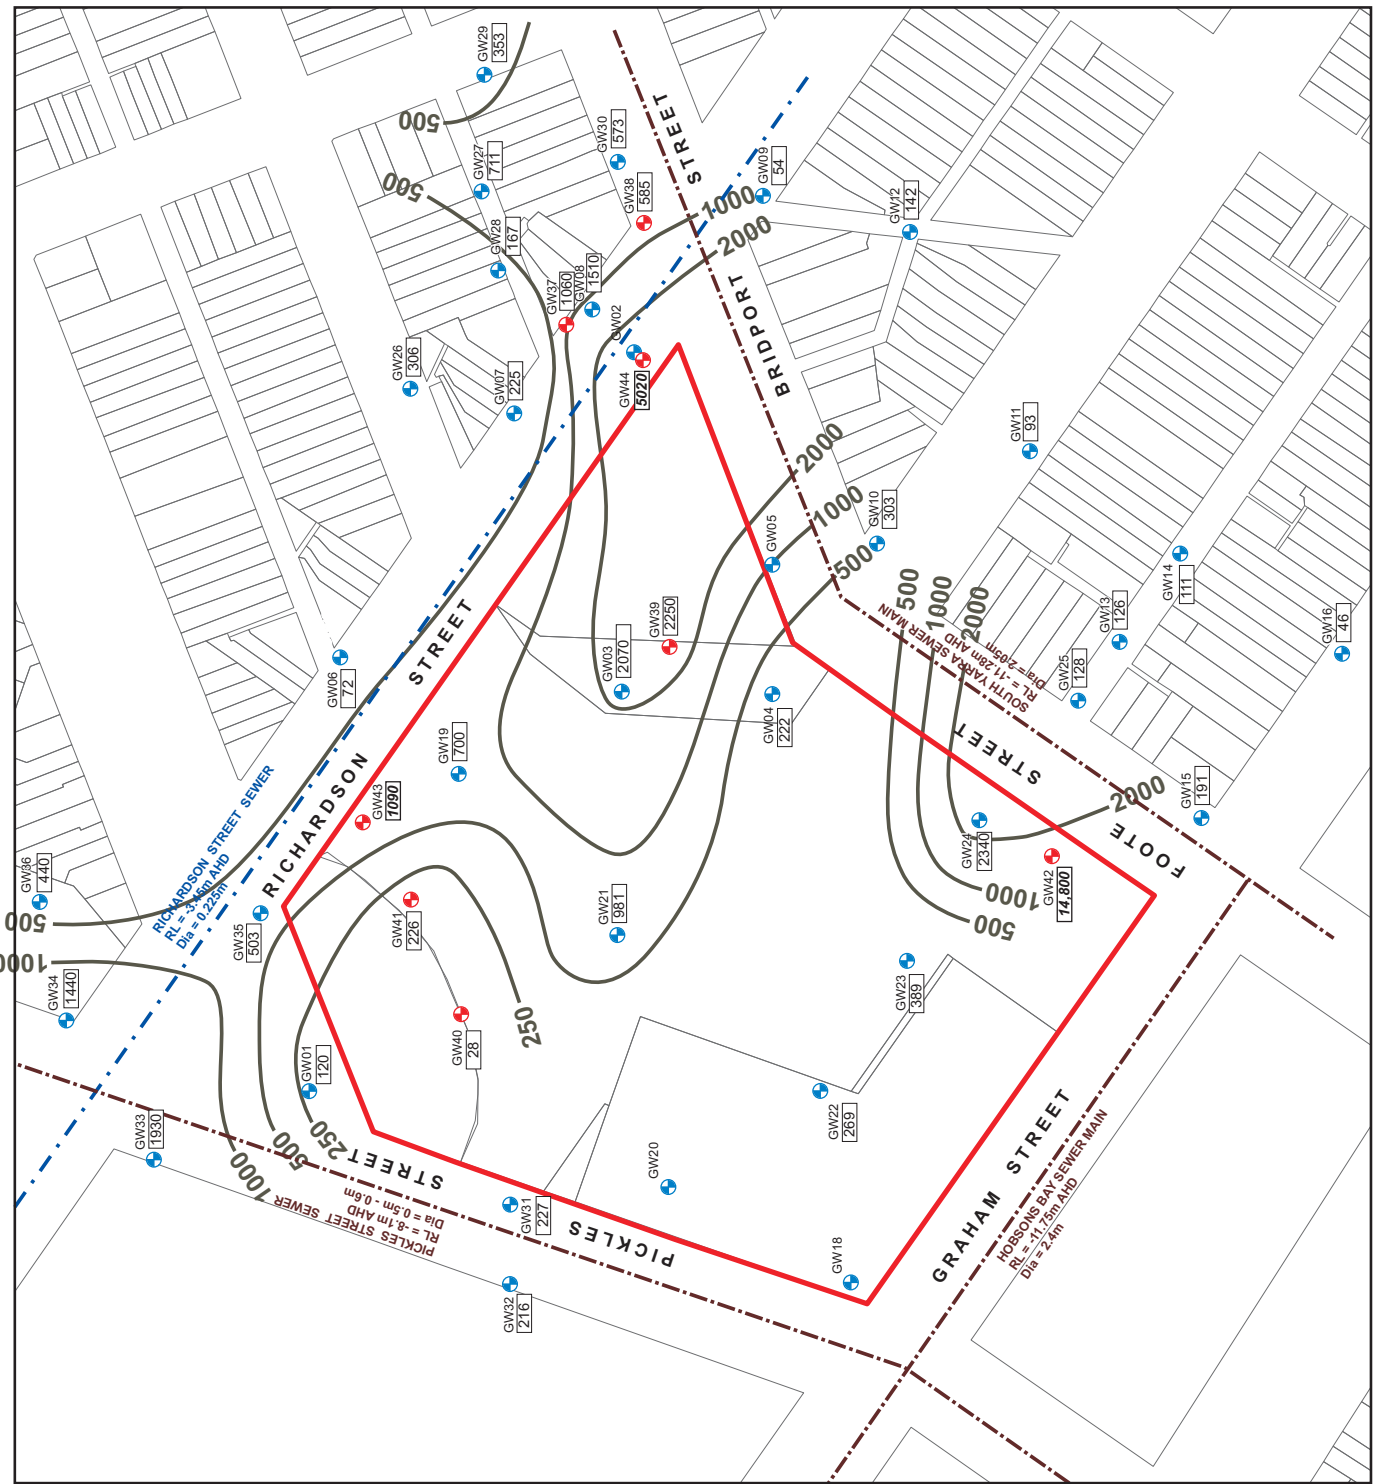 GW29
353
500
GW30
573
GW27
711
500
GW38
585
GW09
54
STREET
1000
2000
GW12
142
GW28
167
GW37
1060
GW08
1510
GW02
BRIDPORT
GW26
306
GW07
225
GW44
5020
GW11
93
2000
1000
GW10
303
500
GW05
GW14
111
500
1000
2000
GW13
126
GW16
46
GW39
2250
GW03
2070
GW06
72
STREET
SOUTH YARRA SEWER MAIN
RL = -11.28m AHD
Dia = 2.05m
GW25
128
GW04
222
GW19
700
RICHARDSON
STREET
FOOTE
2000
GW15
191
GW43
1090
RICHARDSON STREET SEWER
RL = -3.45m AHD
Dia = 0.225m
GW36
440
500
1000
GW34
1440
GW35
503
GW41
226
GW21
981
GW24
2340
GW42
14,800
1000
500
GW23
389
GW40
28
250
GW01
120
GW33
1930
1000
500
250
STREET
PICKLES
PICKLES STREET SEWER
RL = -8.1m AHD
Dia = 0.5m - 0.6m
GW22
269
GW20
GW31
227
GW32
216
GW18
GRAHAM STREET
HOBSONS BAY SEWER MAIN
RL = -11.75m AHD
Dia = 2.4m